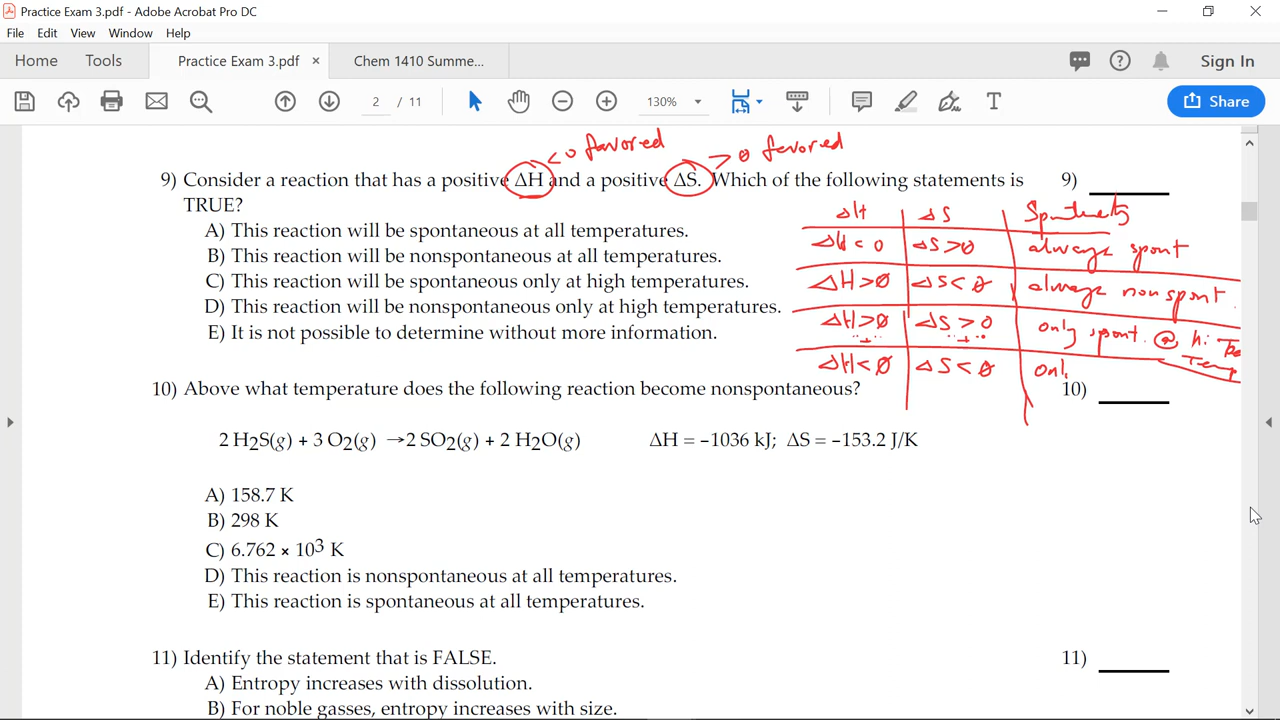 Practice Exam 3.pdf - Adobe Acrobat Pro DC
File Edit View Window Help
Home Tools Practice Exam 3.pdf × Chem 1410 Summe... Sign In
2 / 11 130% Share
<0 favored >0 favored
9) Consider a reaction that has a positive ΔH and a positive ΔS. Which of the following statements is 9)
TRUE?
ΔH ΔS
A) This reaction will be spontaneous at all temperatures.
ΔH < 0 ΔS > 0 always spont
B) This reaction will be nonspontaneous at all temperatures.
C) This reaction will be spontaneous only at high temperatures.
ΔH > 0 ΔS < 0 always nonspont.
D) This reaction will be nonspontaneous only at high temperatures.
ΔH > 0 ΔS > 0 only spont. @ hi Temp
E) It is not possible to determine without more information.
ΔH < 0 ΔS < 0 onl
10) Above what temperature does the following reaction become nonspontaneous? 10)
2 H2S(g) + 3 O2(g) →2 SO2(g) + 2 H2O(g) ΔH = –1036 kJ; ΔS = –153.2 J/K
A) 158.7 K
B) 298 K
C) 6.762 × 10³ K
D) This reaction is nonspontaneous at all temperatures.
E) This reaction is spontaneous at all temperatures.
11) Identify the statement that is FALSE. 11)
A) Entropy increases with dissolution.
B) For noble gasses, entropy increases with size.